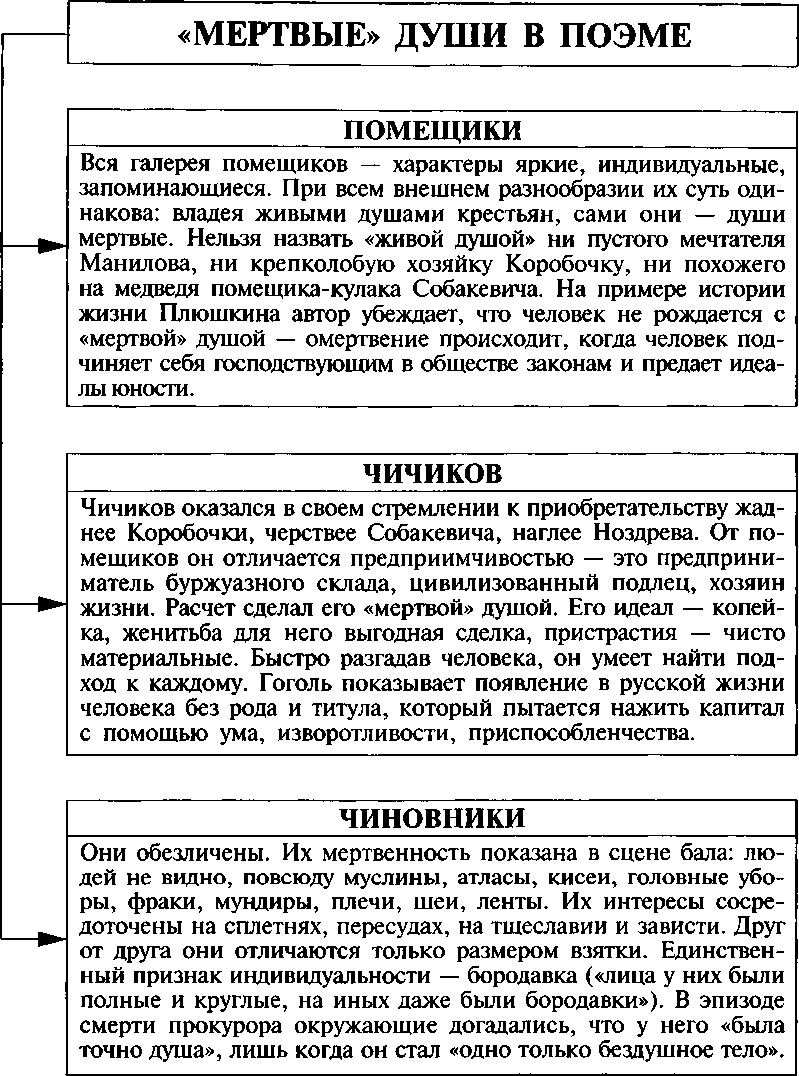 «МЕРТВЫЕ» ДУШИ В ПОЭМЕ
ПОМЕЩИКИ
Вся галерея помещиков — характеры яркие, индивидуальные,
запоминающиеся. При всем внешнем разнообразии их суть оди-
накова: владея живыми душами крестьян, сами они — души
мертвые. Нельзя назвать «живой душой» ни пустого мечтателя
Манилова, ни крепколобую хозяйку Коробочку, ни похожего
на медведя помещика-кулака Собакевича. На примере истории
жизни Плюшкина автор убеждает, что человек не рождается с
«мертвой» душой — омертвение происходит, когда человек под-
чиняет себя господствующим в обществе законам и предает идеа-
лы юности.
ЧИЧИКОВ
Чичиков оказался в своем стремлении к приобретательству жад-
нее Коробочки, черствее Собакевича, наглее Ноздрева. От по-
мещиков он отличается предприимчивостью — это предприни-
матель буржуазного склада, цивилизованный подлец, хозяин
жизни. Расчет сделал его «мертвой» душой. Его идеал — копей-
ка, женитьба для него выгодная сделка, пристрастия — чисто
материальные. Быстро разгадав человека, он умеет найти под-
ход к каждому. Гоголь показывает появление в русской жизни
человека без рода и титула, который пытается нажить капитал
с помощью ума, изворотливости, приспособленчества.
ЧИНОВНИКИ
Они обезличены. Их мертвенность показана в сцене бала: лю-
дей не видно, повсюду муслины, атласы, кисеи, головные убо-
ры, фраки, мундиры, плечи, шеи, ленты. Их интересы сосре-
доточены на сплетнях, пересудах, на тщеславии и зависти. Друг
от друга они отличаются только размером взятки. Единствен-
ный признак индивидуальности — бородавка («лица у них были
полные и круглые, на иных даже были бородавки»). В эпизоде
смерти прокурора окружающие догадались, что у него «была
точно душа», лишь когда он стал «одно только бездушное тело».